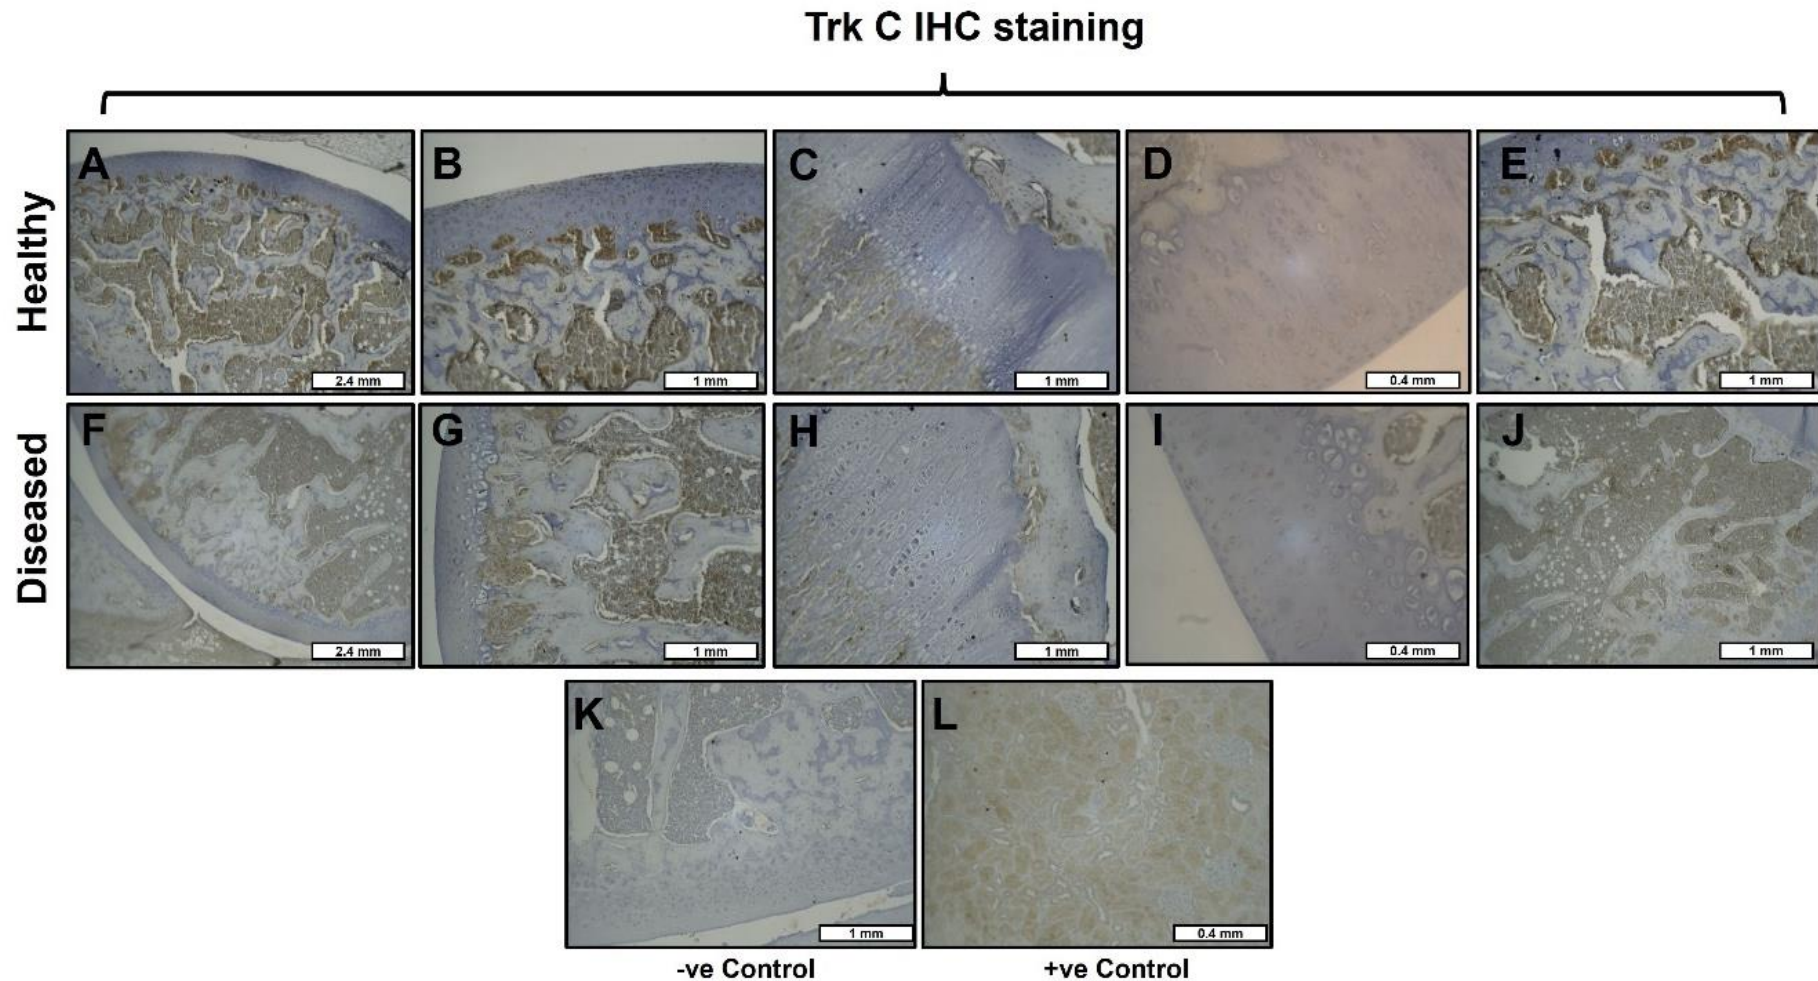 Trk C IHC staining
Healthy
A
B
C
D
E
2.4 mm
1 mm
1 mm
0.4 mm
1 mm
Diseased
F
G
H
I
J
2.4 mm
1 mm
1 mm
0.4 mm
1 mm
K
L
1 mm
0.4 mm
-ve Control
+ve Control